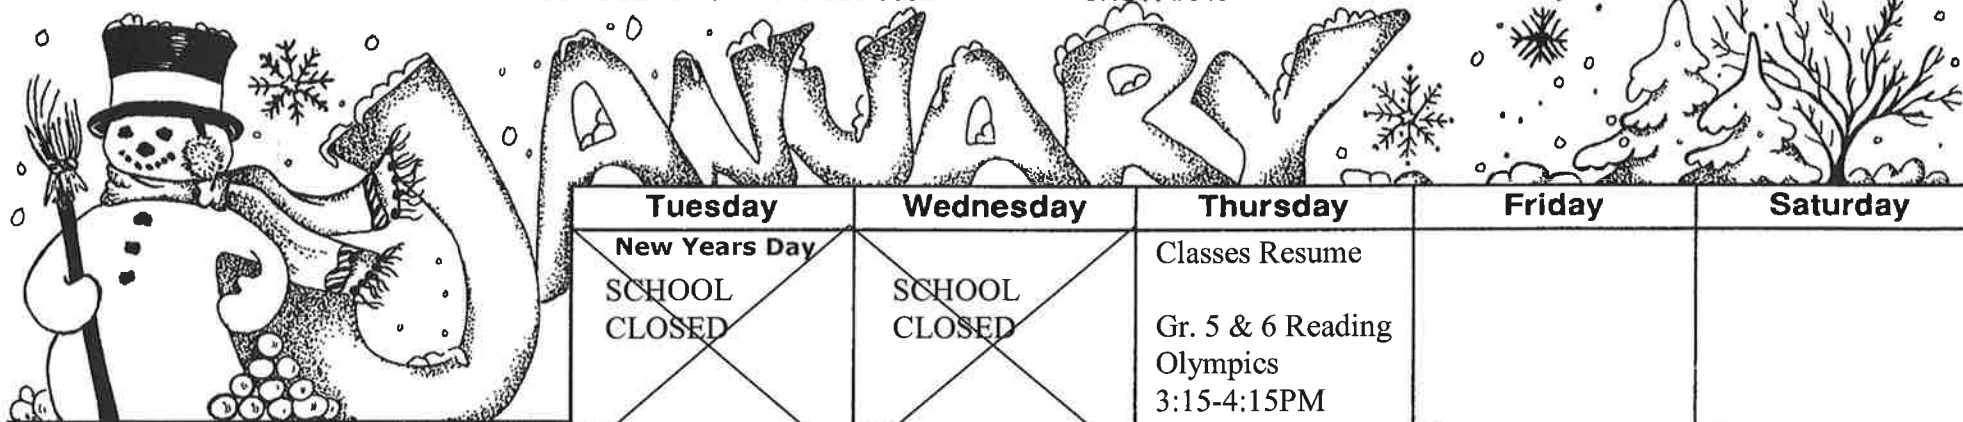 JANUARY
Tuesday Wednesday Thursday Friday Saturday
New Years Day
SCHOOL
CLOSED
SCHOOL
CLOSED
Classes Resume
Gr. 5 & 6 Reading
Olympics
3:15-4:15PM